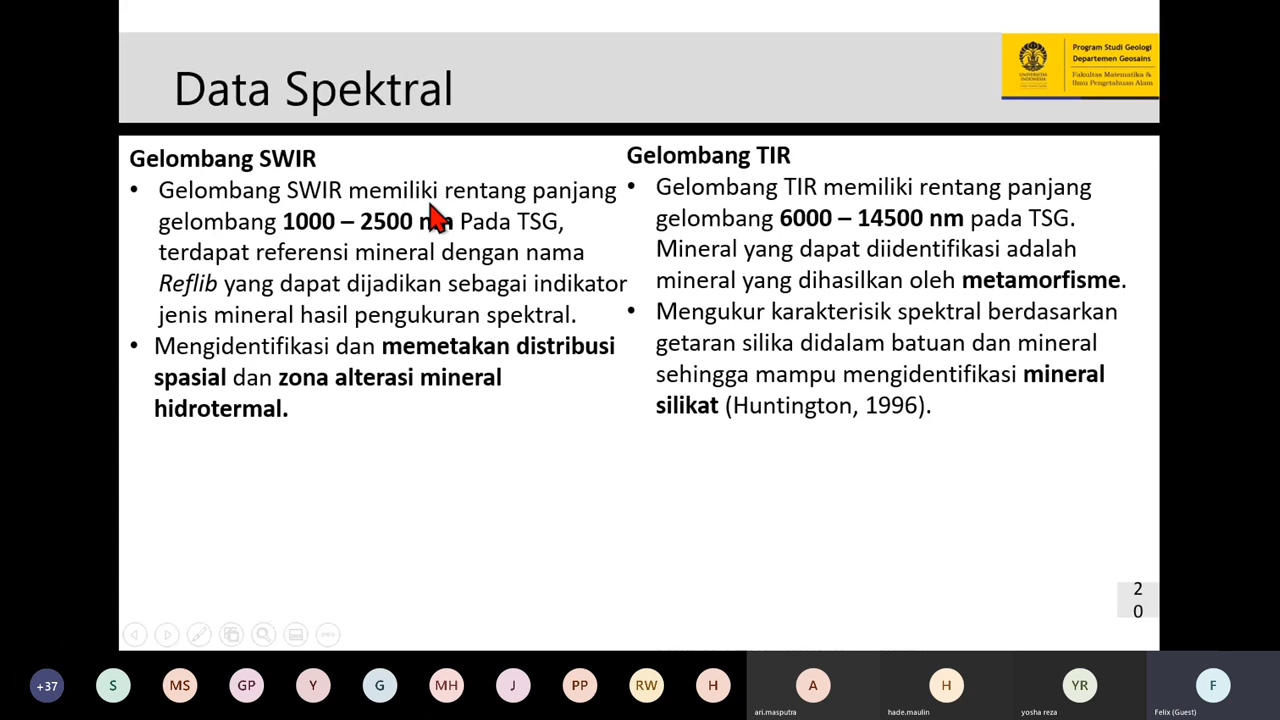 Data Spektral
UNIVERSITAS
INDONESIA
Program Studi Geologi
Departemen Geosains
Fakultas Matematika &
Ilmu Pengetahuan Alam
Gelombang SWIR
• Gelombang SWIR memiliki rentang panjang
gelombang 1000 – 2500 nm Pada TSG,
terdapat referensi mineral dengan nama
Reflib yang dapat dijadikan sebagai indikator
jenis mineral hasil pengukuran spektral.
• Mengidentifikasi dan memetakan distribusi
spasial dan zona alterasi mineral
hidrotermal.
Gelombang TIR
• Gelombang TIR memiliki rentang panjang
gelombang 6000 – 14500 nm pada TSG.
Mineral yang dapat diidentifikasi adalah
mineral yang dihasilkan oleh metamorfisme.
• Mengukur karakterisik spektral berdasarkan
getaran silika didalam batuan dan mineral
sehingga mampu mengidentifikasi mineral
silikat (Huntington, 1996).
2
0
+37 S MS GP Y G MH J PP RW H A H YR F
ari.masputra hade.maulin yosha reza Felix (Guest)